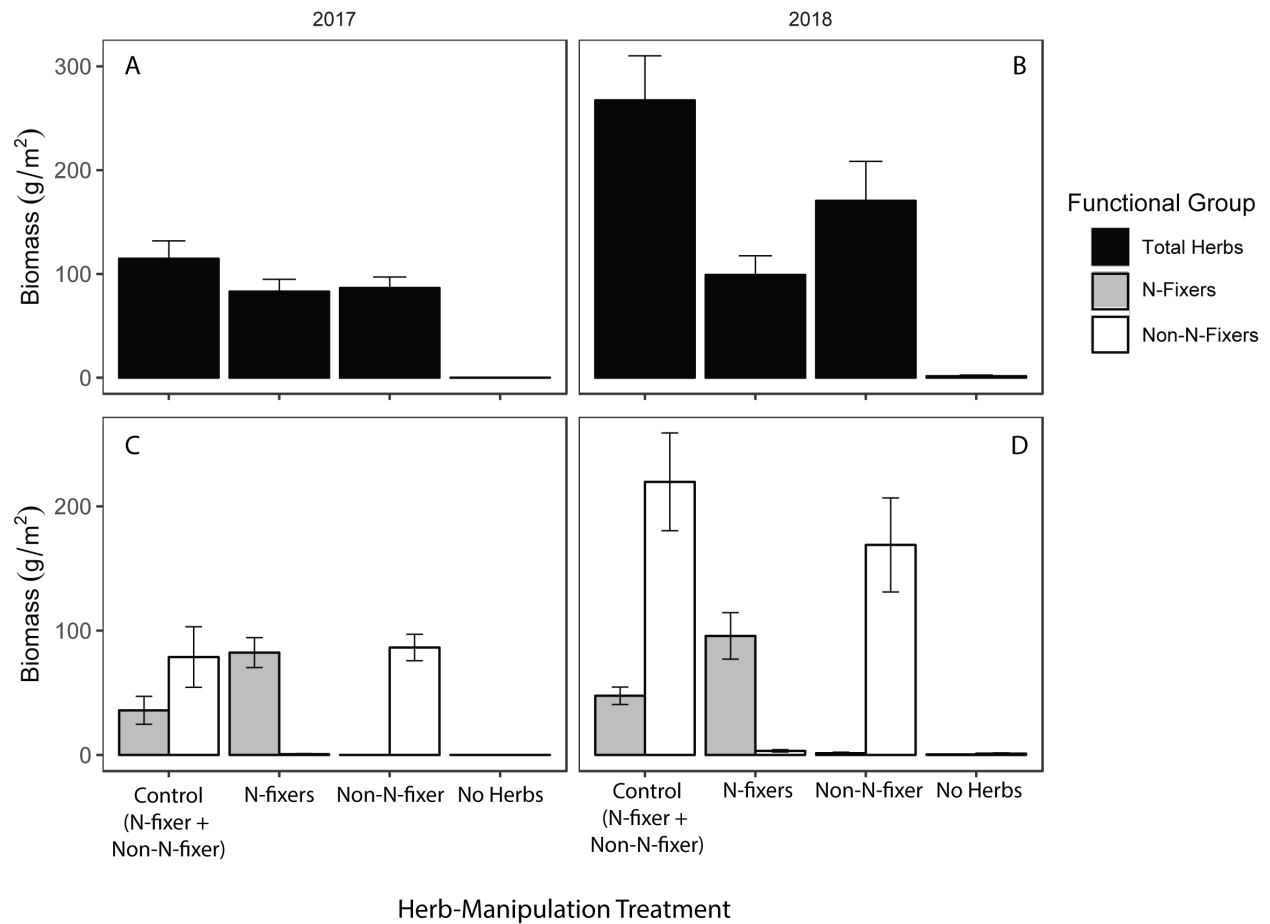 2017
2018
A
B
300
200
100
0
Biomass (g/m²)
Functional Group
Total Herbs
N-Fixers
Non-N-Fixers
C
D
200
100
0
Biomass (g/m²)
Control
(N-fixer +
Non-N-fixer)
N-fixers
Non-N-fixer
No Herbs
Control
(N-fixer +
Non-N-fixer)
N-fixers
Non-N-fixer
No Herbs
Herb-Manipulation Treatment